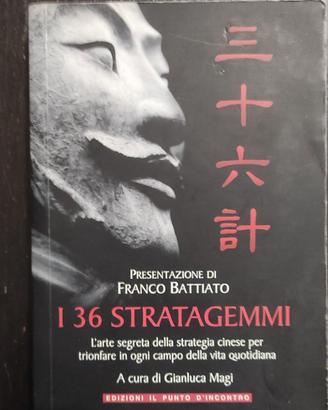 三十六計
PRESENTAZIONE DI
FRANCO BATTIATO
I 36 STRATAGEMMI
L'arte segreta della strategia cinese per
trionfare in ogni campo della vita quotidiana
A cura di Gianluca Magi
EDIZIONI IL PUNTO D'INCONTRO